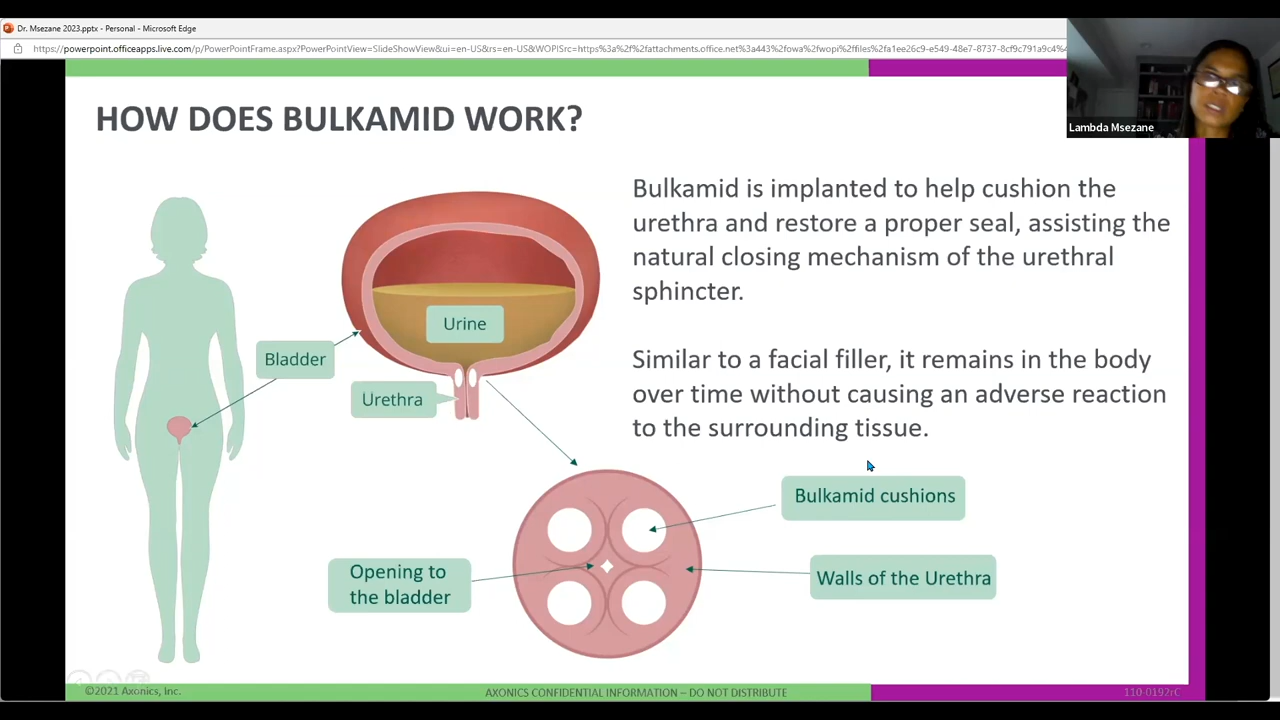 Dr. Msezane 2023.pptx - Personal - Microsoft Edge
https://powerpoint.officeapps.live.com/p/PowerPointFrame.aspx?PowerPointView=SlideShowView&ui=en-US&rs=en-US&WOPISrc=https%3a%2f%2fattachments.office.net%3a443%2fowa%2fwopi%2ffiles%2fa1ee26c9-e549-48e7-8737-8cf9c791a9c4%
Lambda Msezane
HOW DOES BULKAMID WORK?
Bulkamid is implanted to help cushion the
urethra and restore a proper seal, assisting the
natural closing mechanism of the urethral
sphincter.
Similar to a facial filler, it remains in the body
over time without causing an adverse reaction
to the surrounding tissue.
Urine
Bladder
Urethra
Bulkamid cushions
Opening to
the bladder
Walls of the Urethra
©2021 Axonics, Inc.
AXONICS CONFIDENTIAL INFORMATION – DO NOT DISTRIBUTE
110-0192rC